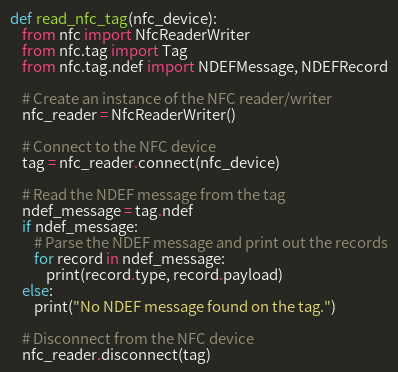 def read_nfc_tag(nfc_device):
from nfc import NfcReaderWriter
from nfc.tag import Tag
from nfc.tag.ndef import NDEFMessage, NDEFRecord
# Create an instance of the NFC reader/writer
nfc_reader = NfcReaderWriter()
# Connect to the NFC device
tag = nfc_reader.connect(nfc_device)
# Read the NDEF message from the tag
ndef_message = tag.ndef
if ndef_message:
# Parse the NDEF message and print out the records
for record in ndef_message:
print(record.type, record.payload)
else:
print("No NDEF message found on the tag.")
# Disconnect from the NFC device
nfc_reader.disconnect(tag)